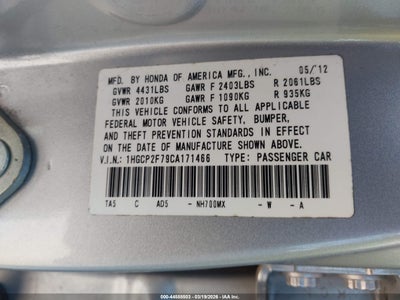 MFD. BY HONDA OF AMERICA MFG., INC. 05/'12
GVWR 4431LBS GAWR F 2403LBS R 2061LBS
GVWR 2010KG GAWR F 1090KG R 935KG
THIS VEHICLE CONFORMS TO ALL APPLICABLE
FEDERAL MOTOR VEHICLE SAFETY, BUMPER,
AND THEFT PREVENTION STANDARDS IN EFFECT
ON THE DATE OF MANUFACTURE SHOWN ABOVE.
V.I.N.: 1HGCP2F79CA171466 TYPE: PASSENGER CAR
TA5 C AD5 - NH700MX - W - A
000-44588503 - 03/19/2026 - IAA Inc.